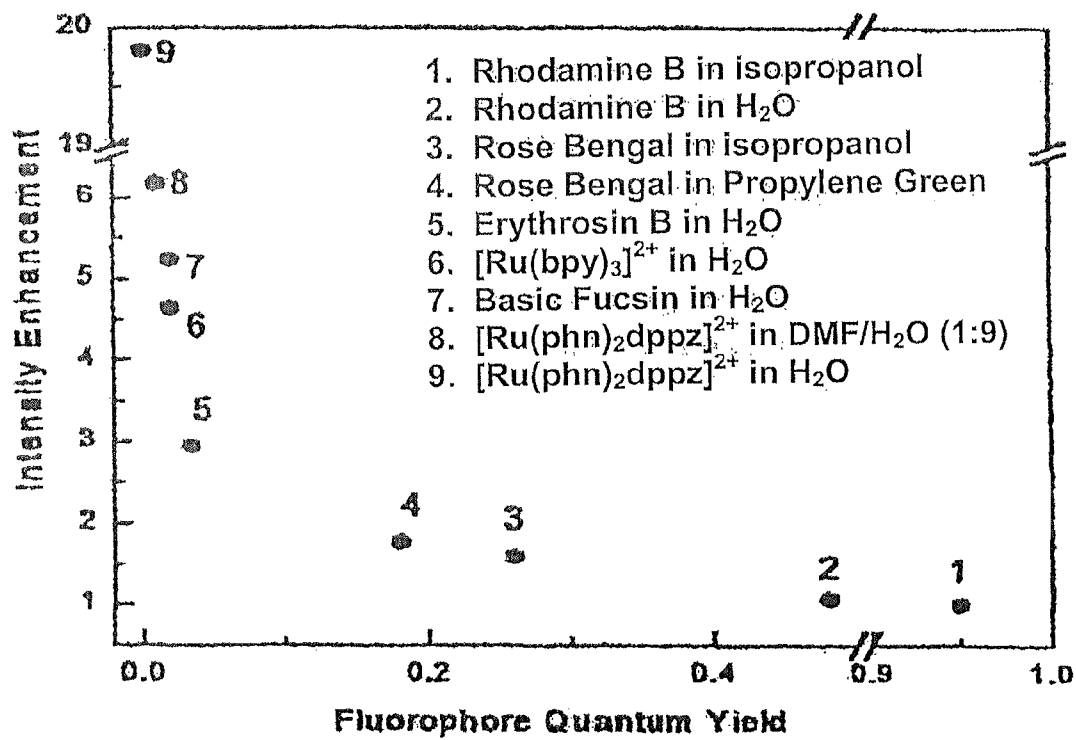 20
9
1. Rhodamine B in isopropanol
2. Rhodamine B in H₂O
3. Rose Bengal in isopropanol
4. Rose Bengal in Propylene Green
5. Erythrosin B in H₂O
6. [Ru(bpy)₃]²⁺ in H₂O
7. Basic Fucsin in H₂O
8. [Ru(phn)₂dppz]²⁺ in DMF/H₂O (1:9)
9. [Ru(phn)₂dppz]²⁺ in H₂O
19
8
6
7
5
6
4
5
3
4
3
2
2
1
1
0.0 0.2 0.4 0.9 1.0
Intensity Enhancement
Fluorophore Quantum Yield